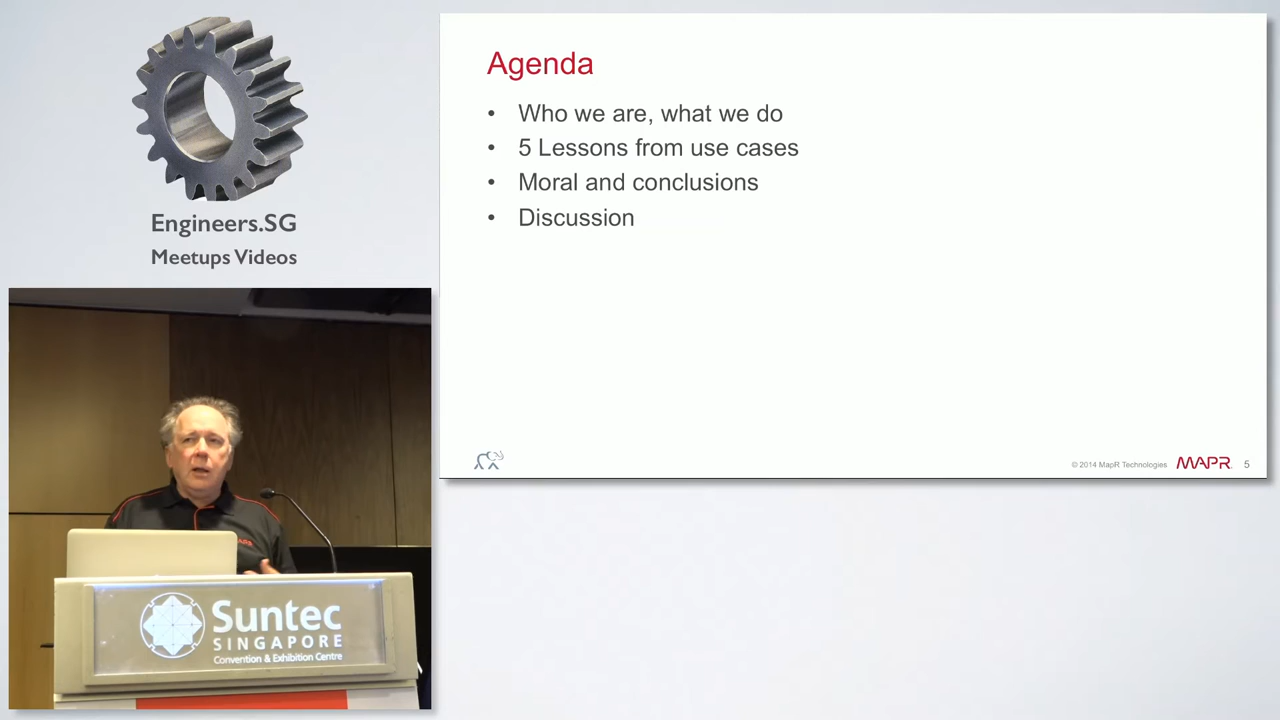 Engineers.SG
Meetups Videos
Agenda
• Who we are, what we do
• 5 Lessons from use cases
• Moral and conclusions
• Discussion
© 2014 MapR Technologies MAPR 5
Suntec
SINGAPORE
Convention & Exhibition Centre